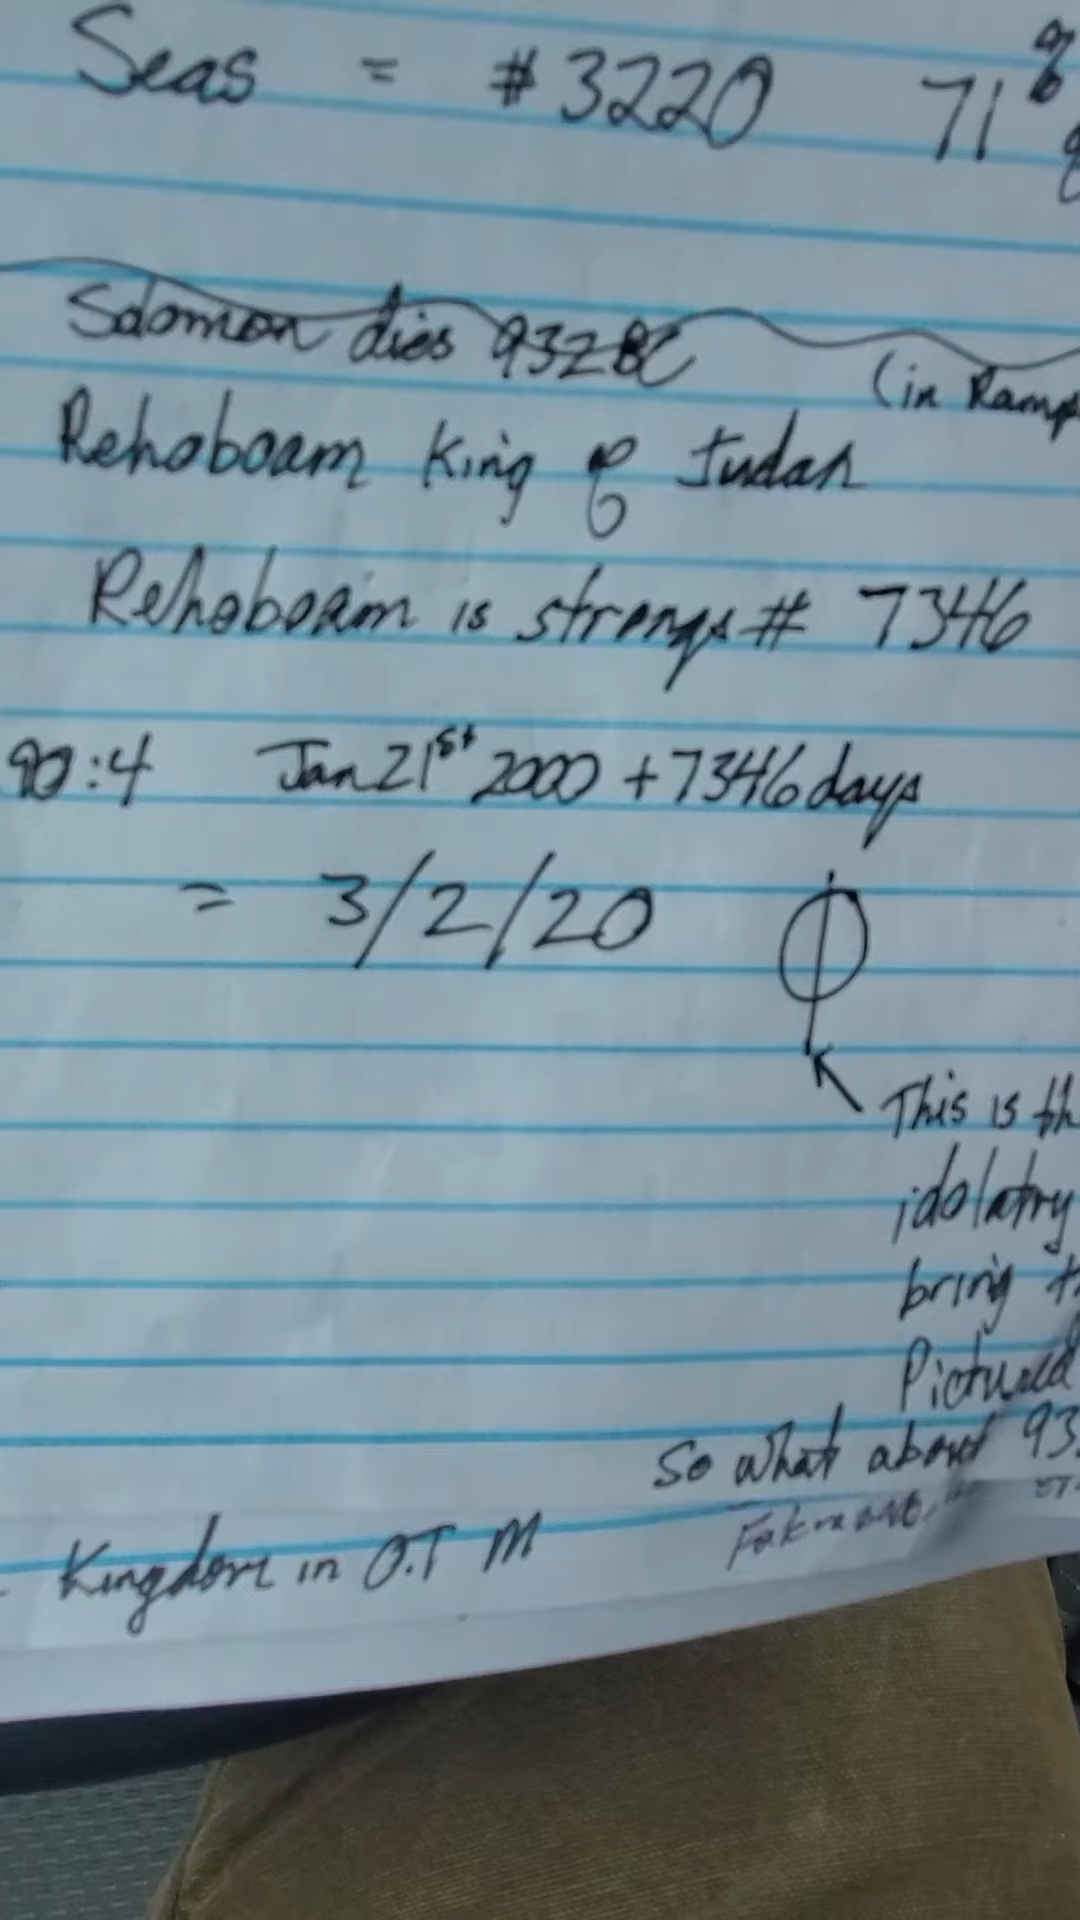 Seas = #3220 71%
Solomon dies 932BC (in Ramp
Rehoboam King of Judah
Rehoboam is strongs # 7346
90:4 Jan 21st 2000 + 7346 days
= 3/2/20
This is th
idolatry
bring th
Pictured
So what about 93
Kingdom in O.T M